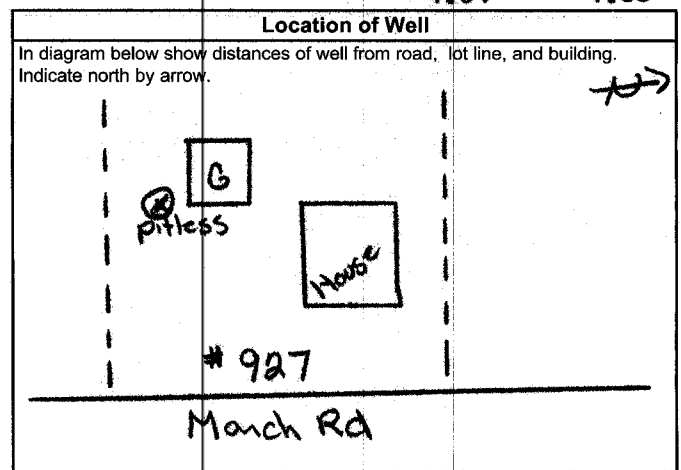 Location of Well
In diagram below show distances of well from road, lot line, and building.
Indicate north by arrow.
N
G
pitless
House
# 927
March Rd